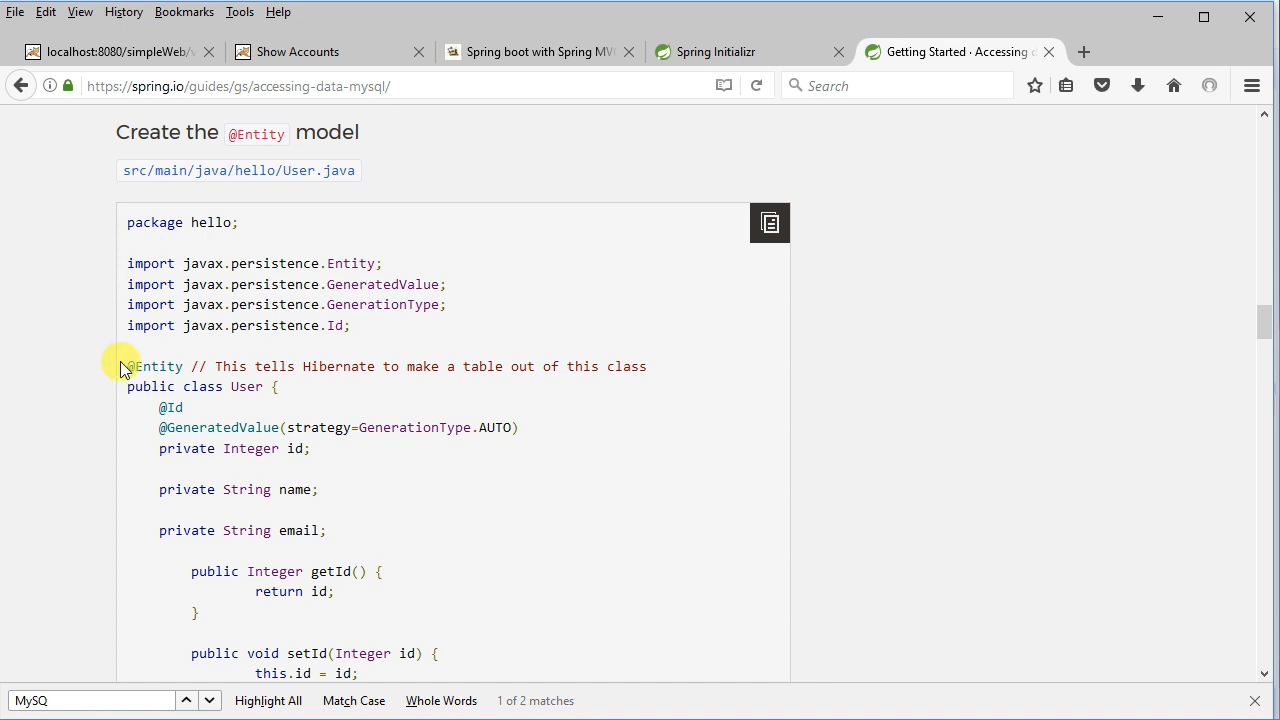 File Edit View History Bookmarks Tools Help
localhost:8080/simpleWeb/ Show Accounts Spring boot with Spring MV Spring Initializr Getting Started · Accessing
https://spring.io/guides/gs/accessing-data-mysql/ Search
Create the @Entity model
src/main/java/hello/User.java
package hello;
import javax.persistence.Entity;
import javax.persistence.GeneratedValue;
import javax.persistence.GenerationType;
import javax.persistence.Id;
@Entity // This tells Hibernate to make a table out of this class
public class User {
@Id
@GeneratedValue(strategy=GenerationType.AUTO)
private Integer id;
private String name;
private String email;
public Integer getId() {
return id;
}
public void setId(Integer id) {
this.id = id;
MySQ Highlight All Match Case Whole Words 1 of 2 matches